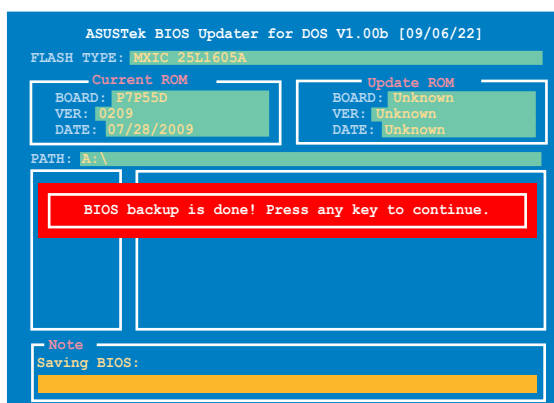 ASUSTek BIOS Updater for DOS V1.00b [09/06/22]
FLASH TYPE: MXIC 25L1605A
Current ROM
BOARD: P7P55D
VER: 0209
DATE: 07/28/2009
Update ROM
BOARD: Unknown
VER: Unknown
DATE: Unknown
PATH: A:\
BIOS backup is done! Press any key to continue.
Note
Saving BIOS: